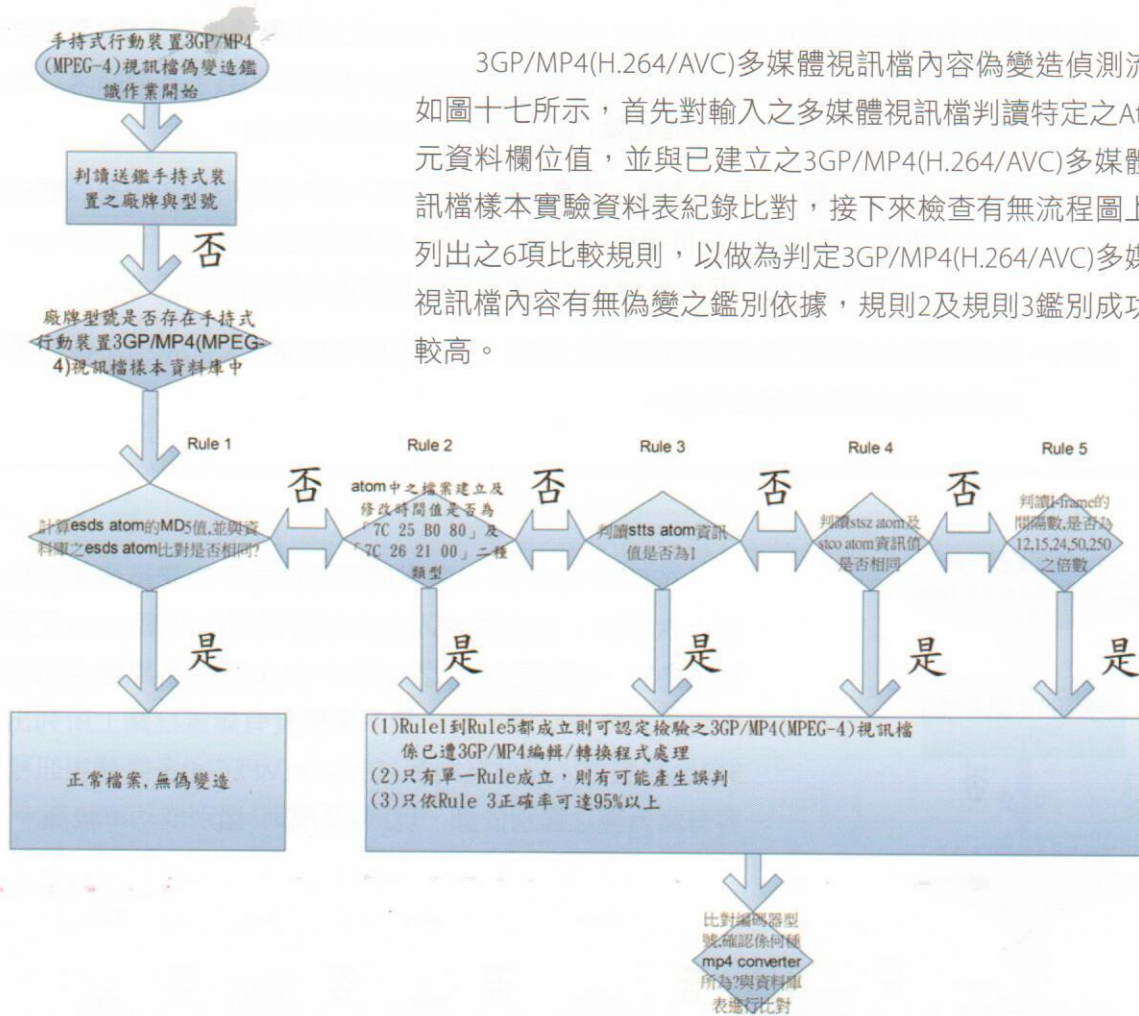 手持式行動裝置3GP/MP4
(MPEG-4)視訊檔偽變造鑑
識作業開始
3GP/MP4(H.264/AVC)多媒體視訊檔內容偽變造偵測流
如圖十七所示，首先對輸入之多媒體視訊檔判讀特定之
元資料欄位值，並與已建立之3GP/MP4(H.264/AVC)多媒體
訊檔樣本實驗資料表紀錄比對，接下來檢查有無流程圖上
列出之6項比較規則，以做為判定3GP/MP4(H.264/AVC)多媒
視訊檔內容有無偽變之鑑別依據，規則2及規則3鑑別成功
較高。
判讀送鑑手持式裝
置之廠牌與型號
否
廠牌型號是否存在手持式
行動裝置3GP/MP4(MPEG-
4)視訊檔樣本資料庫中
Rule 1
Rule 2
Rule 3
Rule 4
Rule 5
計算esds atom的MD5值,並與資
料庫之esds atom比對是否相同?
否
atom中之檔案建立及
修改時間值是否為
「7C 25 B0 80」及
「7C 26 21 00」二種
類型
否
判讀stts atom資訊
值是否為1
否
判讀stsz atom及
stco atom資訊值
是否相同
否
判讀I-frame的
間隔數,是否為
12,15,24,50,250
之倍數
是
是
是
是
是
正常檔案,無偽變造
(1)Rule1到Rule5都成立則可認定檢驗之3GP/MP4(MPEG-4)視訊檔
係已遭3GP/MP4編輯/轉換程式處理
(2)只有單一Rule成立，則有可能產生誤判
(3)只依Rule 3正確率可達95%以上
比對編碼器型
號,確認係何種
mp4 converter
所為?與資料庫
表進行比對